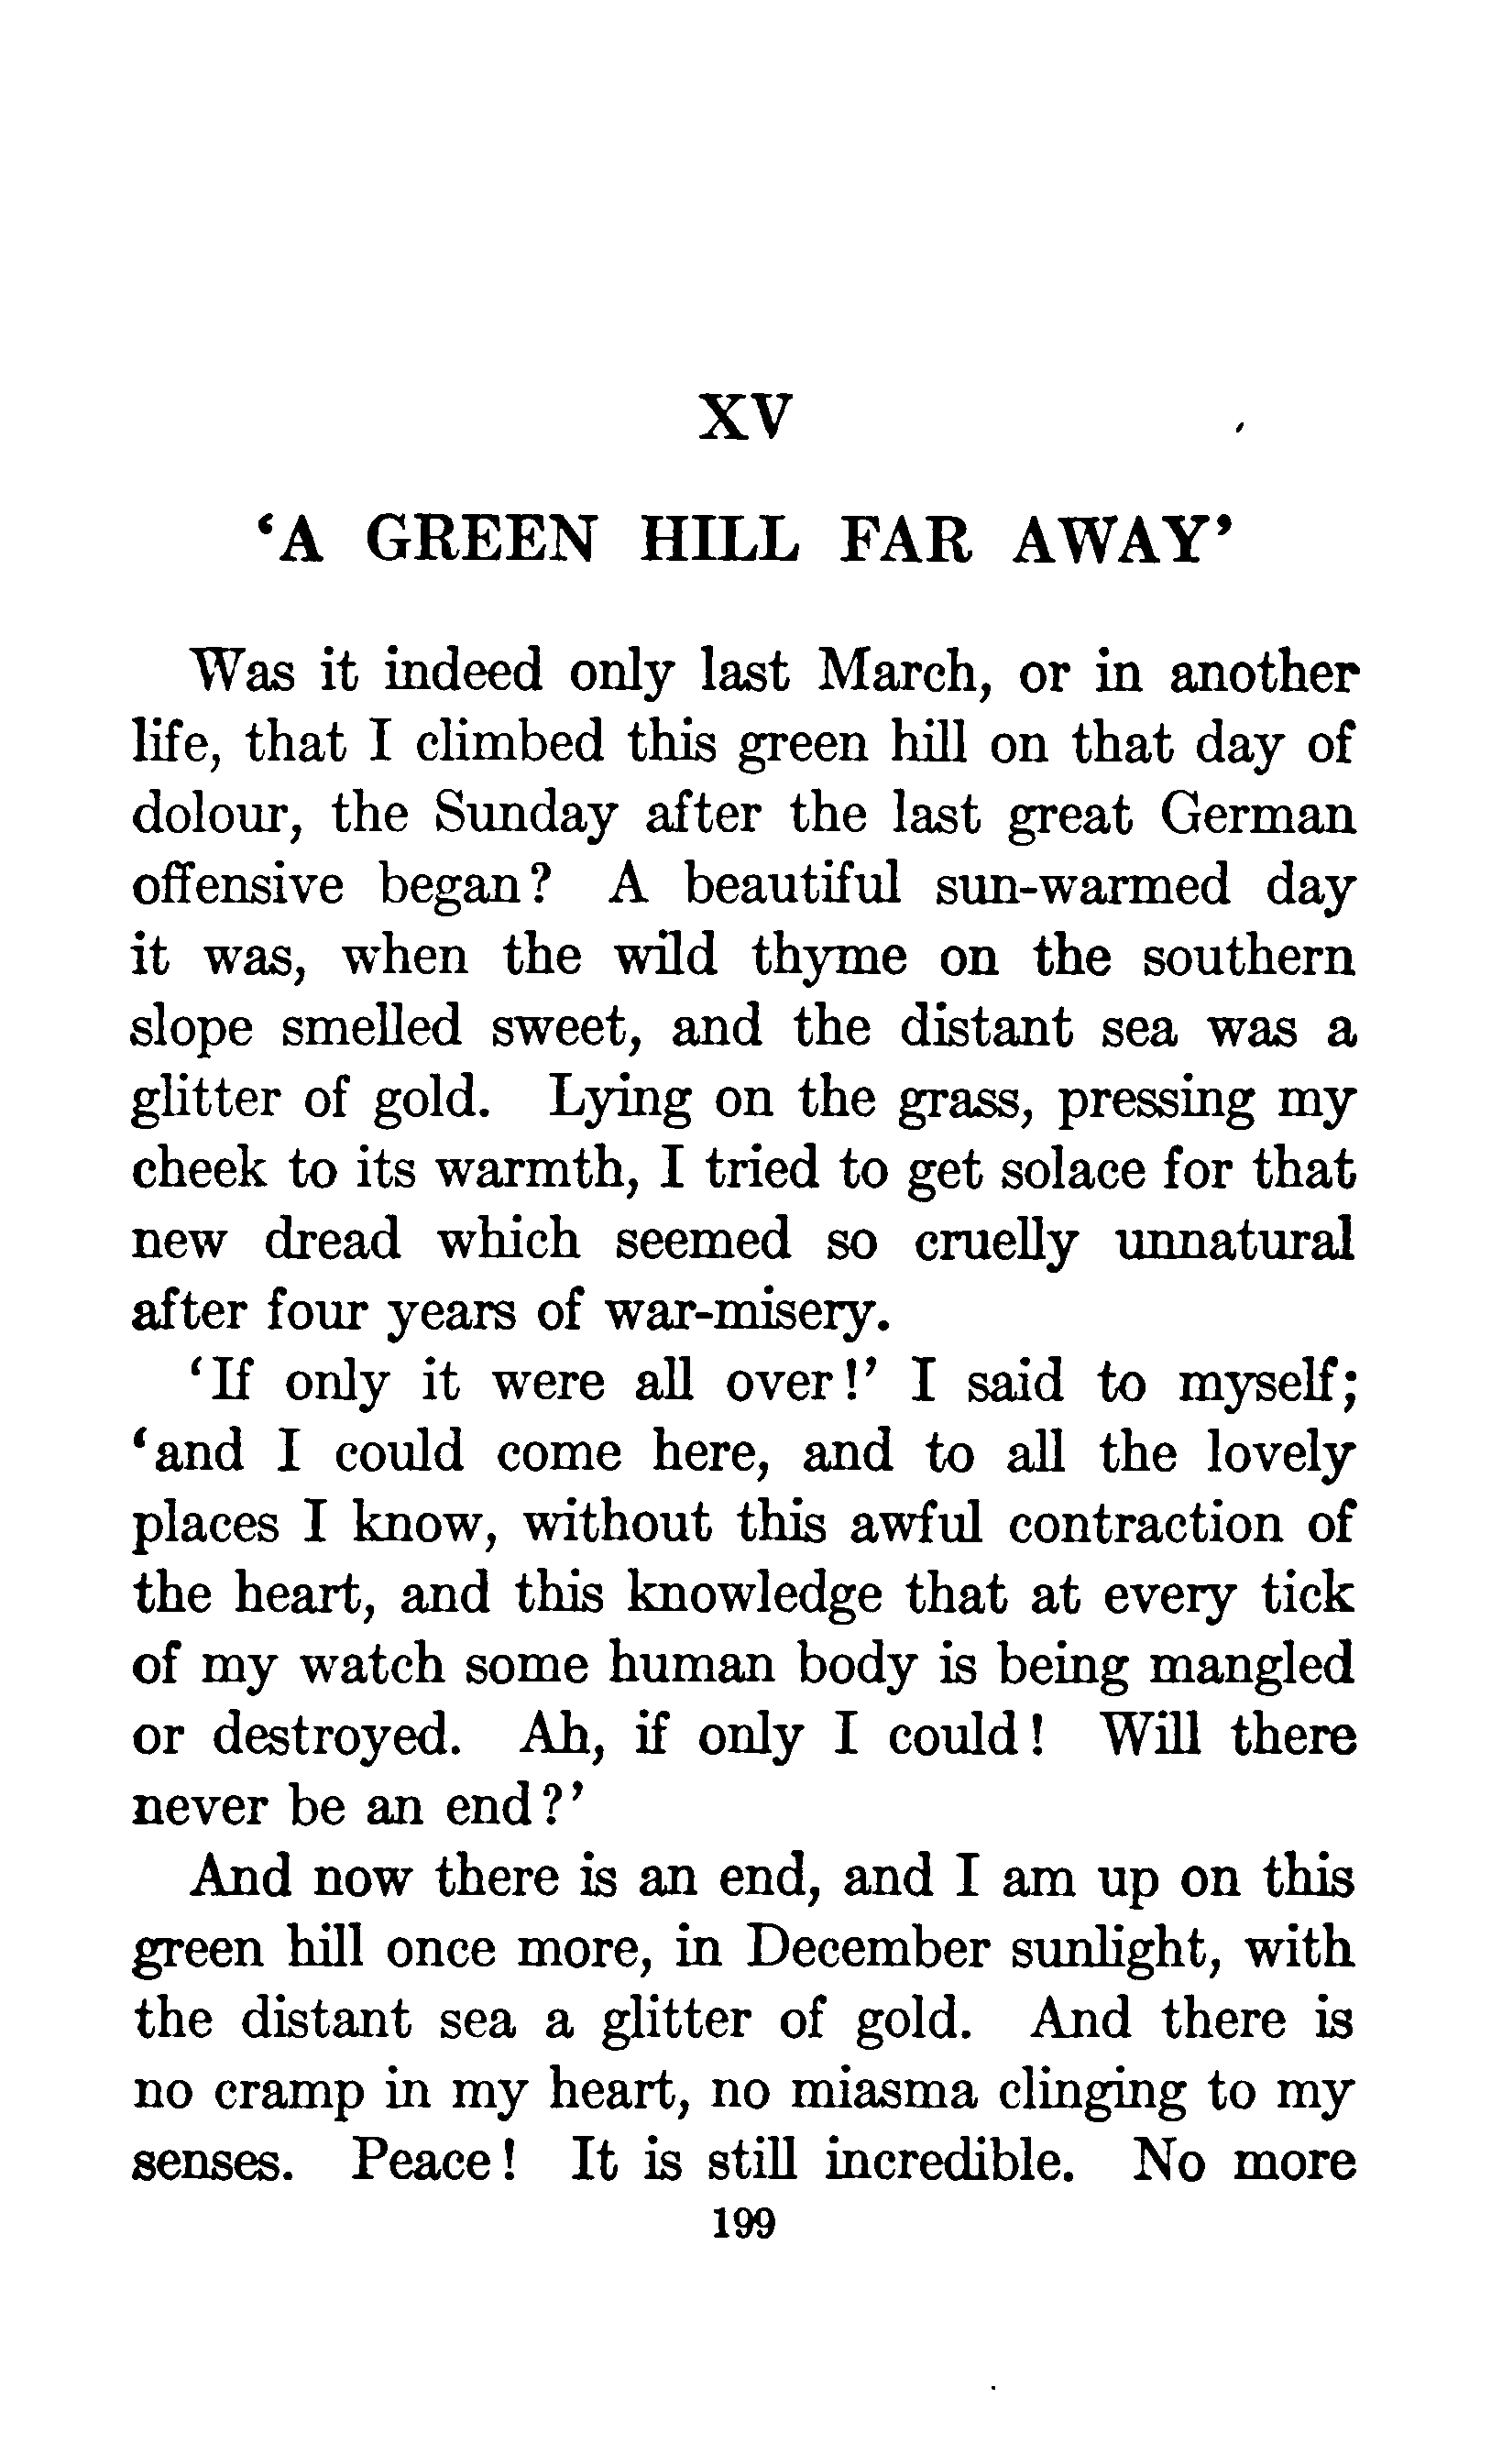 XV
‘A GREEN HILL FAR AWAY’
Was it indeed only last March, or in another
life, that I climbed this green hill on that day of
dolour, the Sunday after the last great German
offensive began? A beautiful sun-warmed day
it was, when the wild thyme on the southern
slope smelled sweet, and the distant sea was a
glitter of gold. Lying on the grass, pressing my
cheek to its warmth, I tried to get solace for that
new dread which seemed so cruelly unnatural
after four years of war-misery.
‘If only it were all over!’ I said to myself;
‘and I could come here, and to all the lovely
places I know, without this awful contraction of
the heart, and this knowledge that at every tick
of my watch some human body is being mangled
or destroyed. Ah, if only I could! Will there
never be an end?’
And now there is an end, and I am up on this
green hill once more, in December sunlight, with
the distant sea a glitter of gold. And there is
no cramp in my heart, no miasma clinging to my
senses. Peace! It is still incredible. No more
199